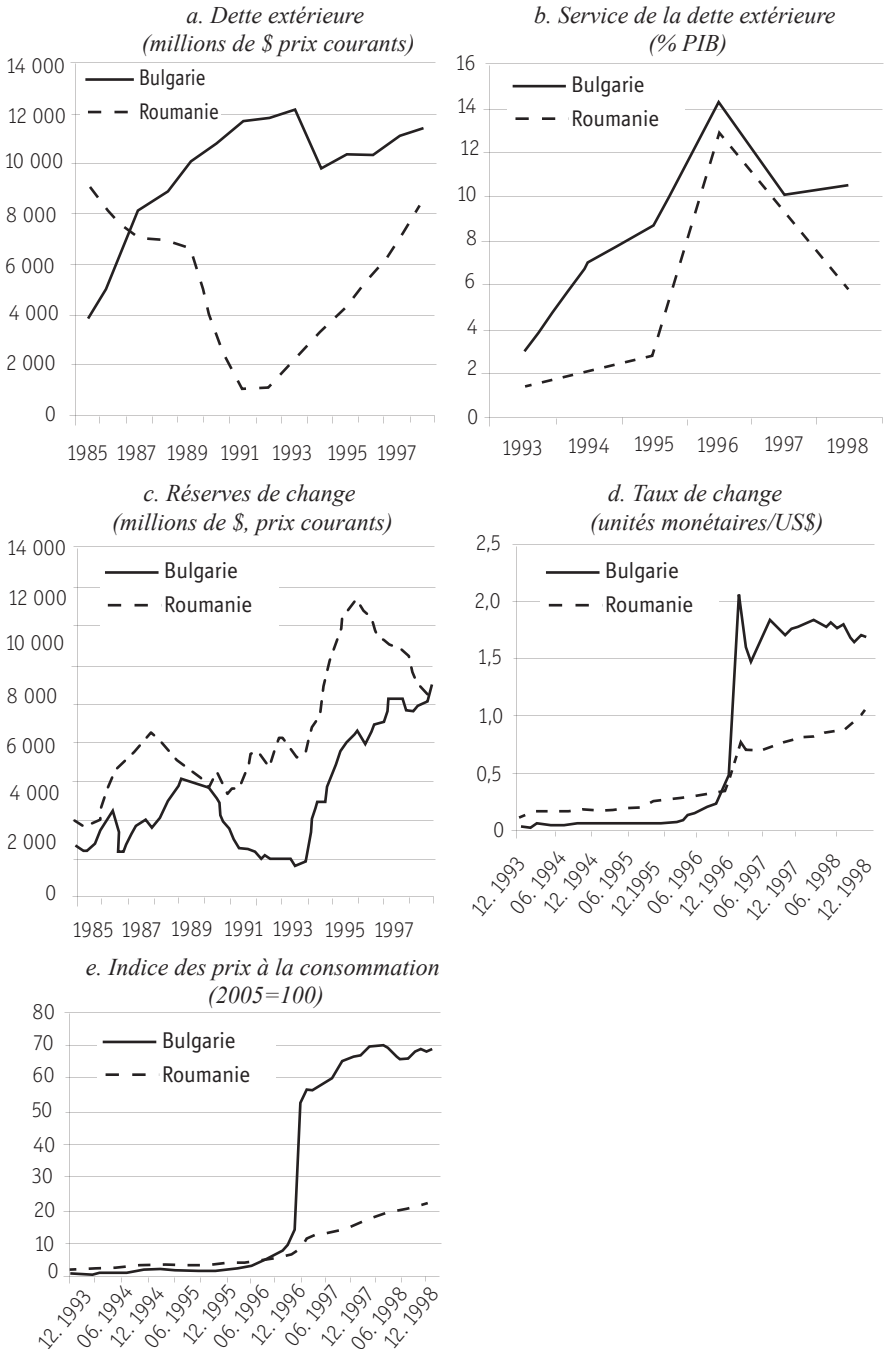 a. Dette extérieure
(millions de $ prix courants)
14 000
12 000
10 000
8 000
6 000
4 000
2 000
0
Bulgarie
Roumanie
1985 1987 1989 1991 1993 1995 1997
b. Service de la dette extérieure
(% PIB)
16
14
12
10
8
6
4
2
0
Bulgarie
Roumanie
1993 1994 1995 1996 1997 1998
c. Réserves de change
(millions de $, prix courants)
14 000
12 000
10 000
8 000
6 000
4 000
2 000
0
Bulgarie
Roumanie
1985 1987 1989 1991 1993 1995 1997
d. Taux de change
(unités monétaires/US$)
2,5
2,0
1,5
1,0
0,5
0
Bulgarie
Roumanie
12. 1993
06. 1994
12. 1994
06. 1995
12.1995
06. 1996
12. 1996
06. 1997
12. 1997
06. 1998
12. 1998
e. Indice des prix à la consommation
(2005=100)
80
70
60
50
40
30
20
10
0
Bulgarie
Roumanie
12. 1993
06. 1994
12. 1994
06. 1995
12. 1995
06. 1996
12. 1996
06. 1997
12. 1997
06. 1998
12. 1998